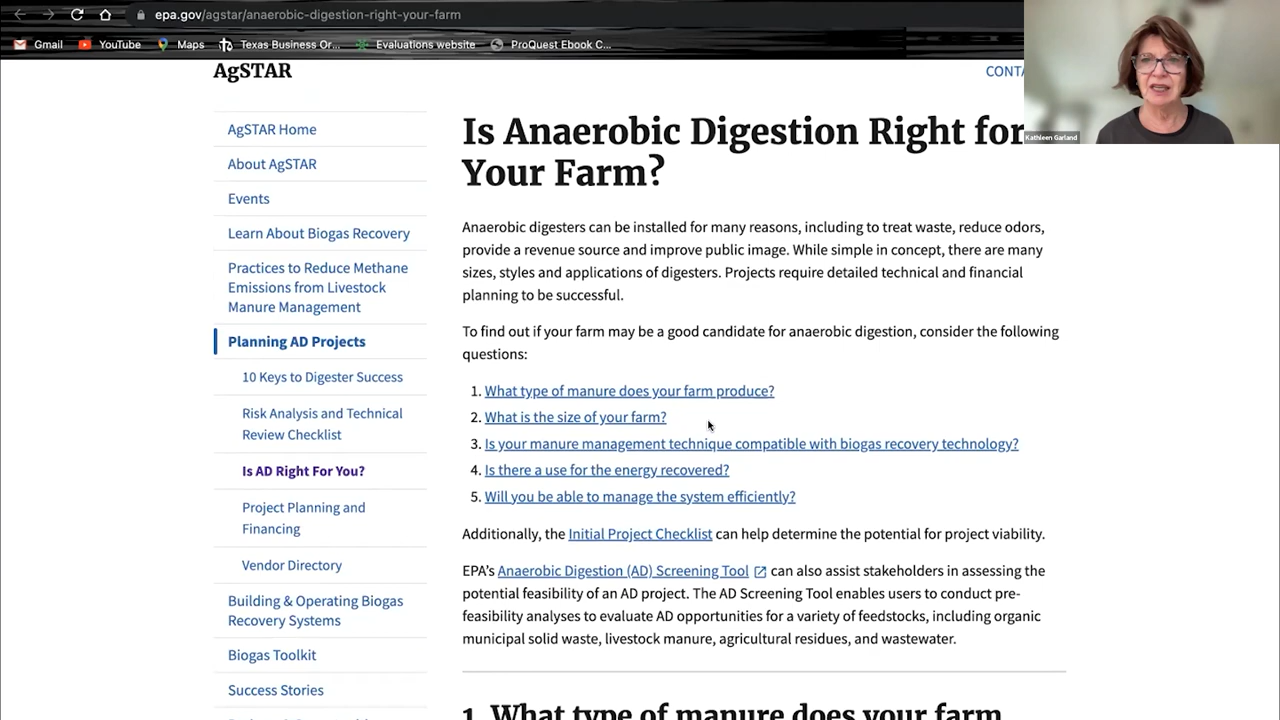 epa.gov/agstar/anaerobic-digestion-right-your-farm
Gmail YouTube Maps Texas Business Or... Evaluations website ProQuest Ebook C...
AgSTAR
Kathleen Garland
AgSTAR Home
About AgSTAR
Events
Learn About Biogas Recovery
Practices to Reduce Methane
Emissions from Livestock
Manure Management
Planning AD Projects
10 Keys to Digester Success
Risk Analysis and Technical
Review Checklist
Is AD Right For You?
Project Planning and
Financing
Vendor Directory
Building & Operating Biogas
Recovery Systems
Biogas Toolkit
Success Stories
Is Anaerobic Digestion Right for
Your Farm?
Anaerobic digesters can be installed for many reasons, including to treat waste, reduce odors,
provide a revenue source and improve public image. While simple in concept, there are many
sizes, styles and applications of digesters. Projects require detailed technical and financial
planning to be successful.
To find out if your farm may be a good candidate for anaerobic digestion, consider the following
questions:
1. What type of manure does your farm produce?
2. What is the size of your farm?
3. Is your manure management technique compatible with biogas recovery technology?
4. Is there a use for the energy recovered?
5. Will you be able to manage the system efficiently?
Additionally, the Initial Project Checklist can help determine the potential for project viability.
EPA's Anaerobic Digestion (AD) Screening Tool can also assist stakeholders in assessing the
potential feasibility of an AD project. The AD Screening Tool enables users to conduct pre-
feasibility analyses to evaluate AD opportunities for a variety of feedstocks, including organic
municipal solid waste, livestock manure, agricultural residues, and wastewater.
1. What type of manure does your farm